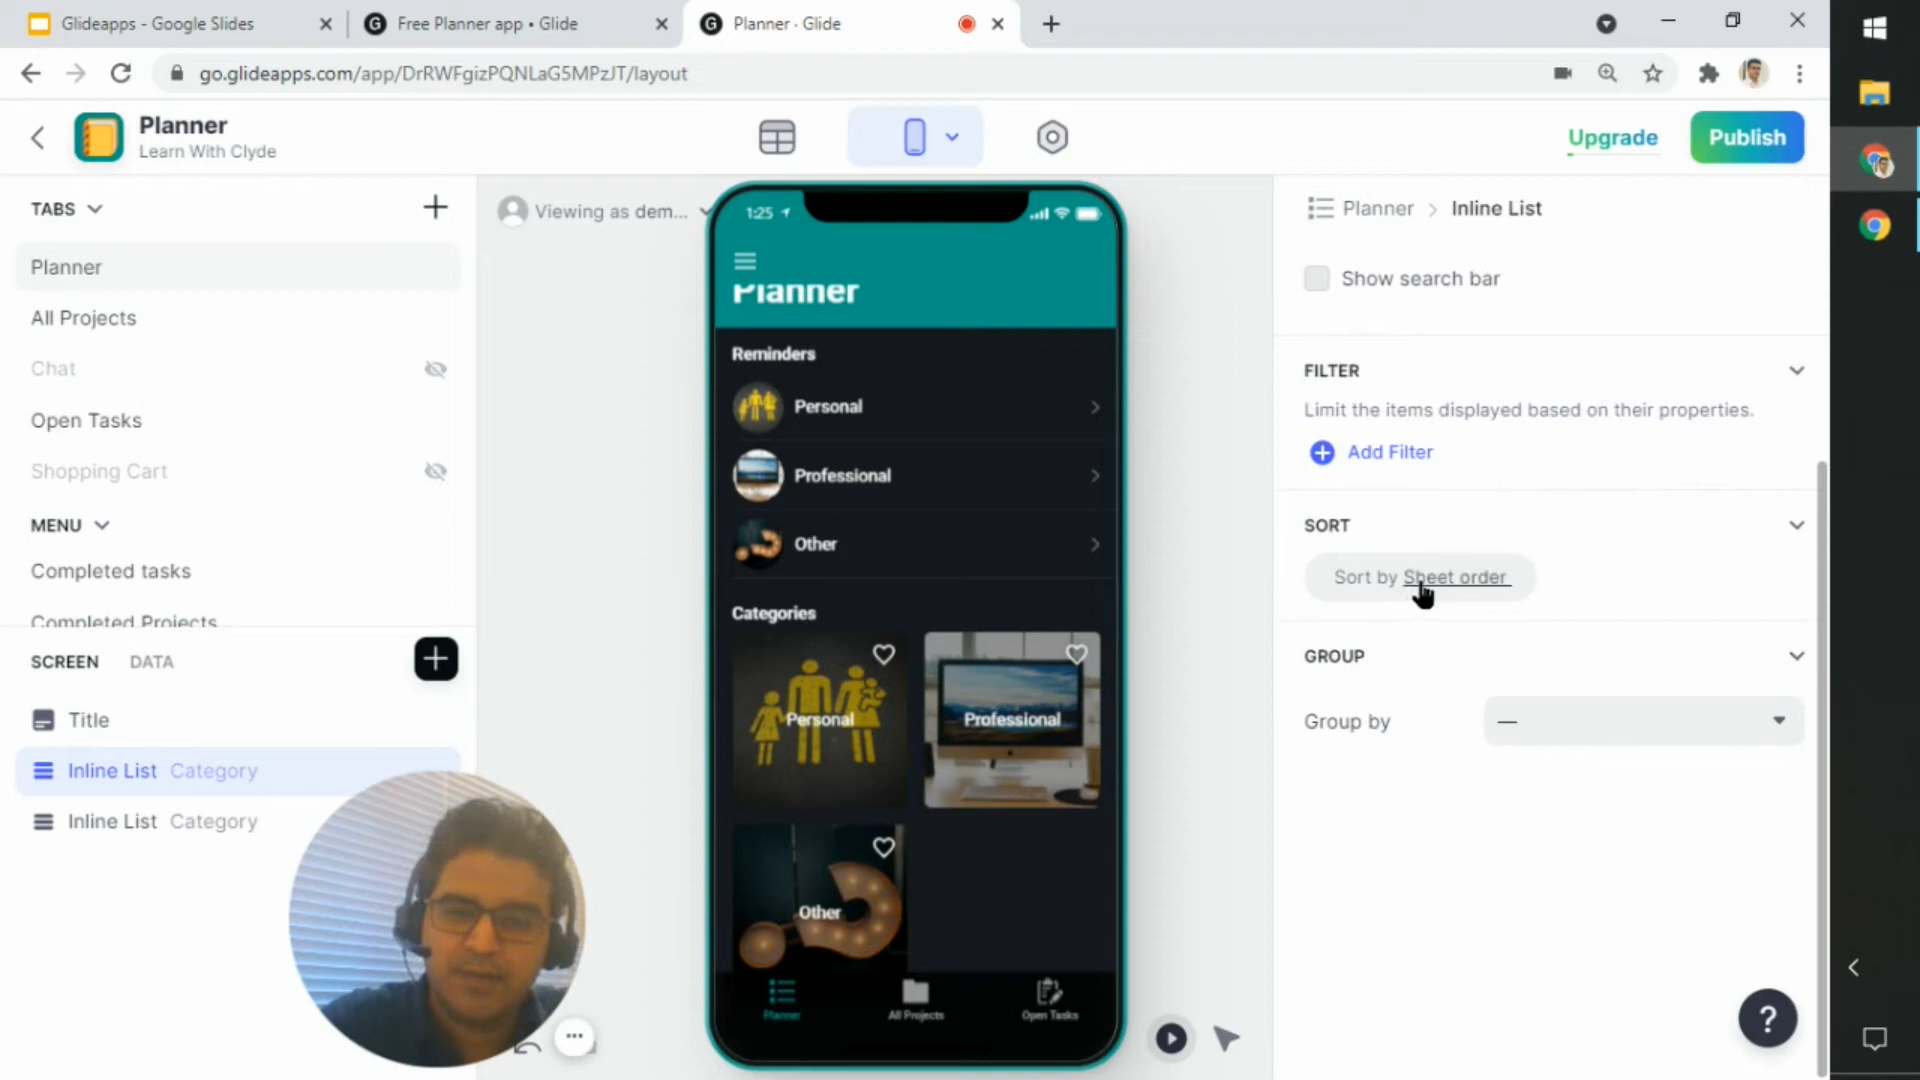 Glideapps - Google Slides
Free Planner app • Glide
Planner · Glide
go.glideapps.com/app/DrRWFgizPQNLaG5MPzJT/layout
Planner
Learn With Clyde
Upgrade
Publish
TABS
Planner
All Projects
Chat
Open Tasks
Shopping Cart
MENU
Completed tasks
Completed Projects
SCREEN DATA
Title
Inline List Category
Inline List Category
Viewing as dem...
1:25
Planner
Reminders
Personal
Professional
Other
Categories
Personal
Professional
Other
Planner
All Projects
Open Tasks
Planner > Inline List
Show search bar
FILTER
Limit the items displayed based on their properties.
Add Filter
SORT
Sort by Sheet order
GROUP
Group by —
?